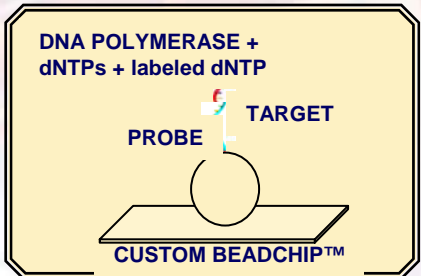 DNA POLYMERASE +
dNTPs + labeled dNTP
TARGET
PROBE
CUSTOM BEADCHIP™